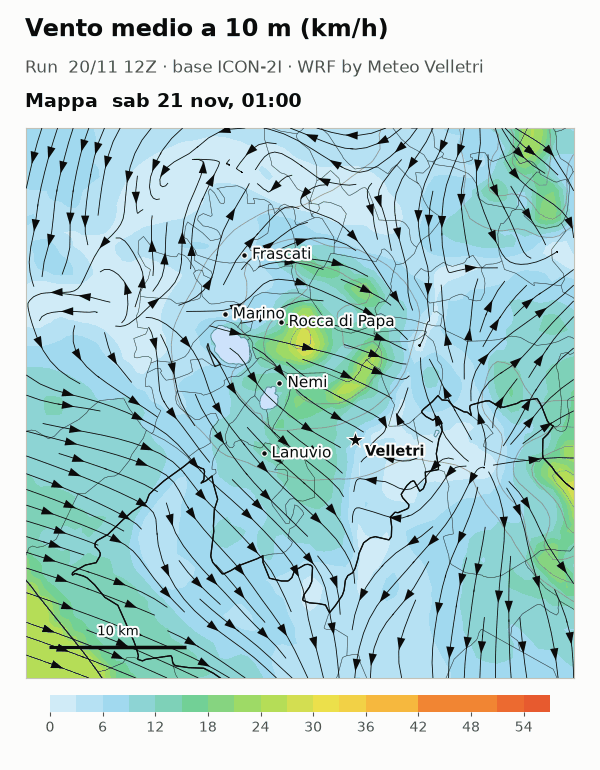 Vento medio a 10 m (km/h)
Run  20/11 12Z · base ICON-2I · WRF by Meteo Velletri
Mappa  sab 21 nov, 01:00
Frascati
Marino
Rocca di Papa
Nemi
Velletri
Lanuvio
10 km
0 6 12 18 24 30 36 42 48 54